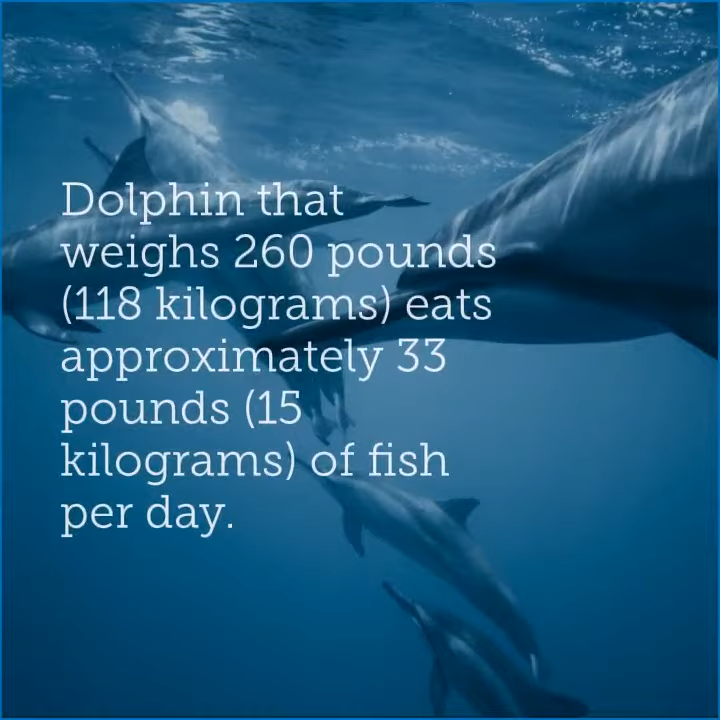 Dolphin that
weighs 260 pounds
(118 kilograms) eats
approximately 33
pounds (15
kilograms) of fish
per day.